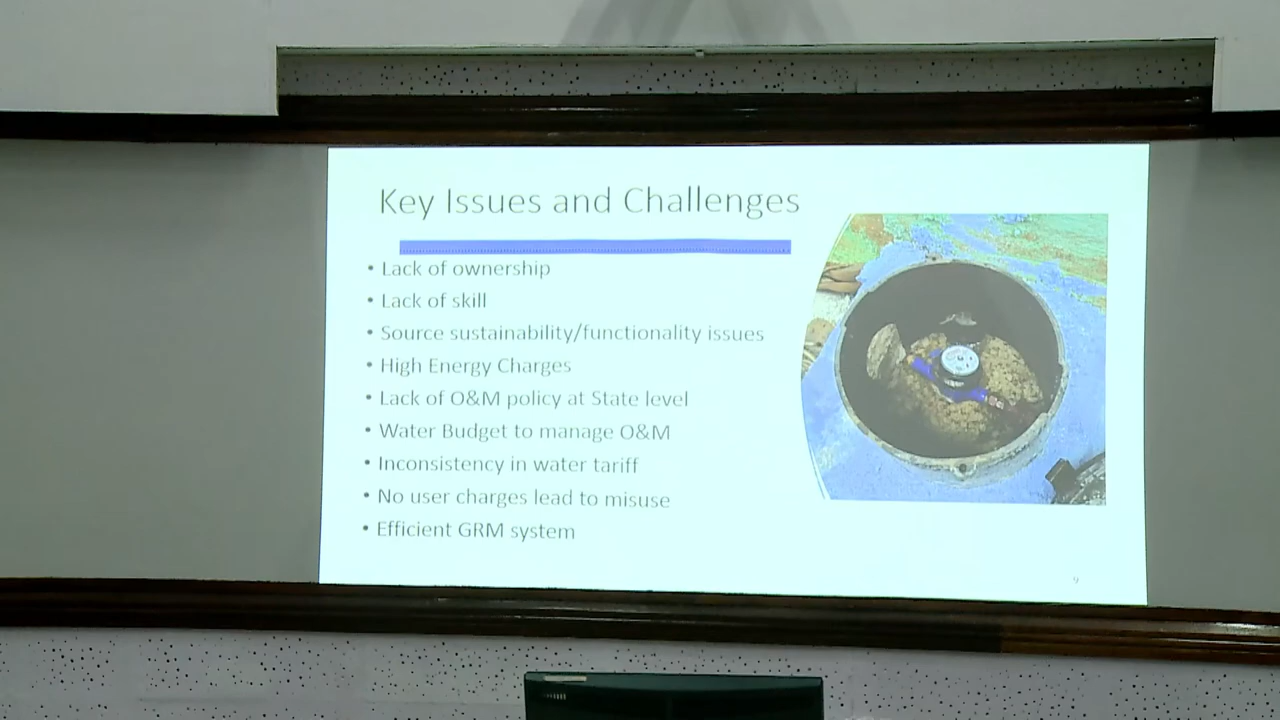 Key Issues and Challenges
• Lack of ownership
• Lack of skill
• Source sustainability/functionality issues
• High Energy Charges
• Lack of O&M policy at State level
• Water Budget to manage O&M
• Inconsistency in water tariff
• No user charges lead to misuse
• Efficient GRM system
9